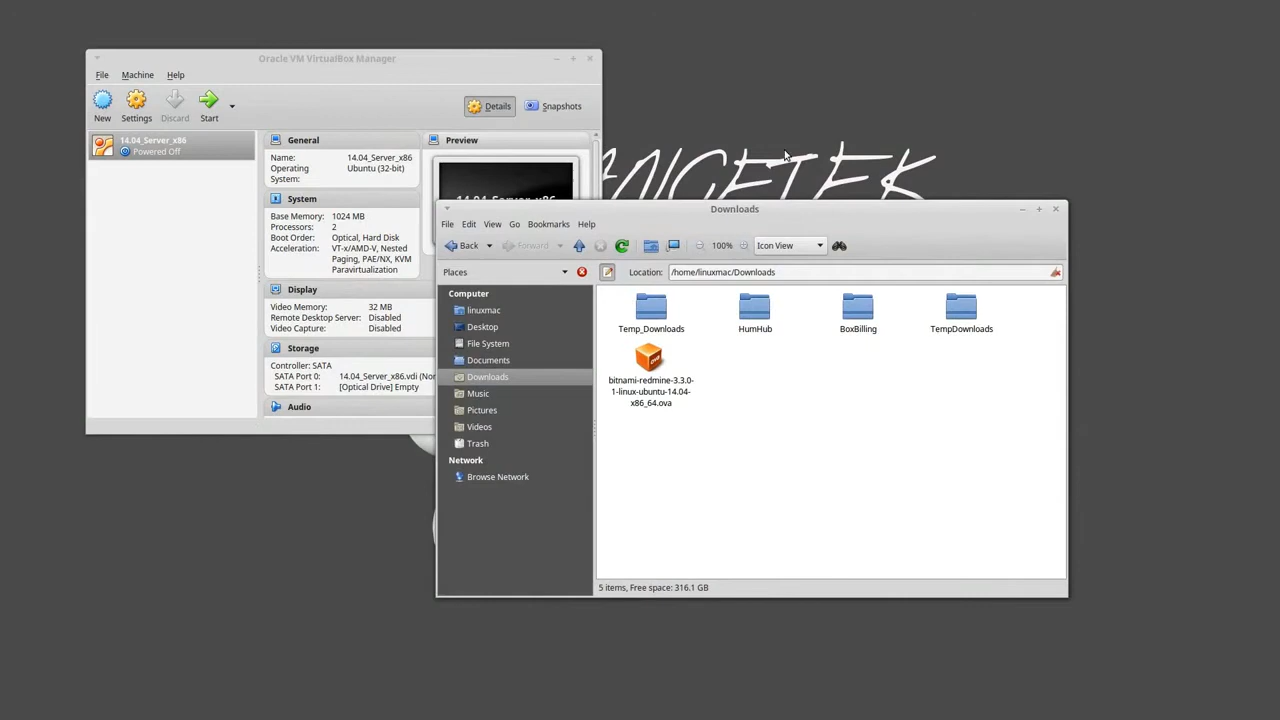 Oracle VM VirtualBox Manager
File Machine Help
New Settings Discard Start Details Snapshots
14.04_Server_x86
Powered Off
General
Name: 14.04_Server_x86
Operating System: Ubuntu (32-bit)
System
Base Memory: 1024 MB
Processors: 2
Boot Order: Optical, Hard Disk
Acceleration: VT-x/AMD-V, Nested
Paging, PAE/NX, KVM
Paravirtualization
Display
Video Memory: 32 MB
Remote Desktop Server: Disabled
Video Capture: Disabled
Storage
Controller: SATA
SATA Port 0: 14.04_Server_x86.vdi (Nor
SATA Port 1: [Optical Drive] Empty
Audio
Preview
14.04_Server_x86
Downloads
File Edit View Go Bookmarks Help
Back Forward 100% Icon View
Places Location: /home/linuxmac/Downloads
Computer
linuxmac
Desktop
File System
Documents
Downloads
Music
Pictures
Videos
Trash
Network
Browse Network
Temp_Downloads HumHub BoxBilling TempDownloads
bitnami-redmine-3.3.0-
1-linux-ubuntu-14.04-
x86_64.ova
5 items, Free space: 316.1 GB